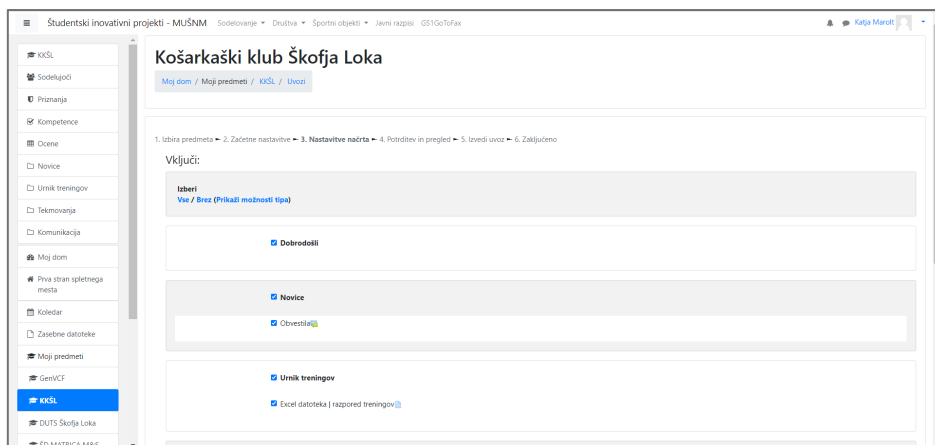 Študentski inovativni projekti - MUŠNM Sodelovanje Društva Športni objekti Javni razpisi GS1GoToFax Katja Marolt
KKŠL
Sodelujoči
Priznanja
Kompetence
Ocene
Novice
Urnik treningov
Tekmovanja
Komunikacija
Moj dom
Prva stran spletnega
mesta
Koledar
Zasebne datoteke
Moji predmeti
GenVCF
KKŠL
DUTS Škofja Loka
ŠD MATRICA M&S
Košarkaški klub Škofja Loka
Moj dom / Moji predmeti / KKŠL / Uvozi
1. Izbira predmeta ► 2. Začetne nastavitve ► 3. Nastavitve načrta ► 4. Potrditev in pregled ► 5. Izvedi uvoz ► 6. Zaključeno
Vključi:
Izberi
Vse / Brez (Prikaži možnosti tipa)
Dobrodošli
Novice
Obvestila
Urnik treningov
Excel datoteka | razpored treningov